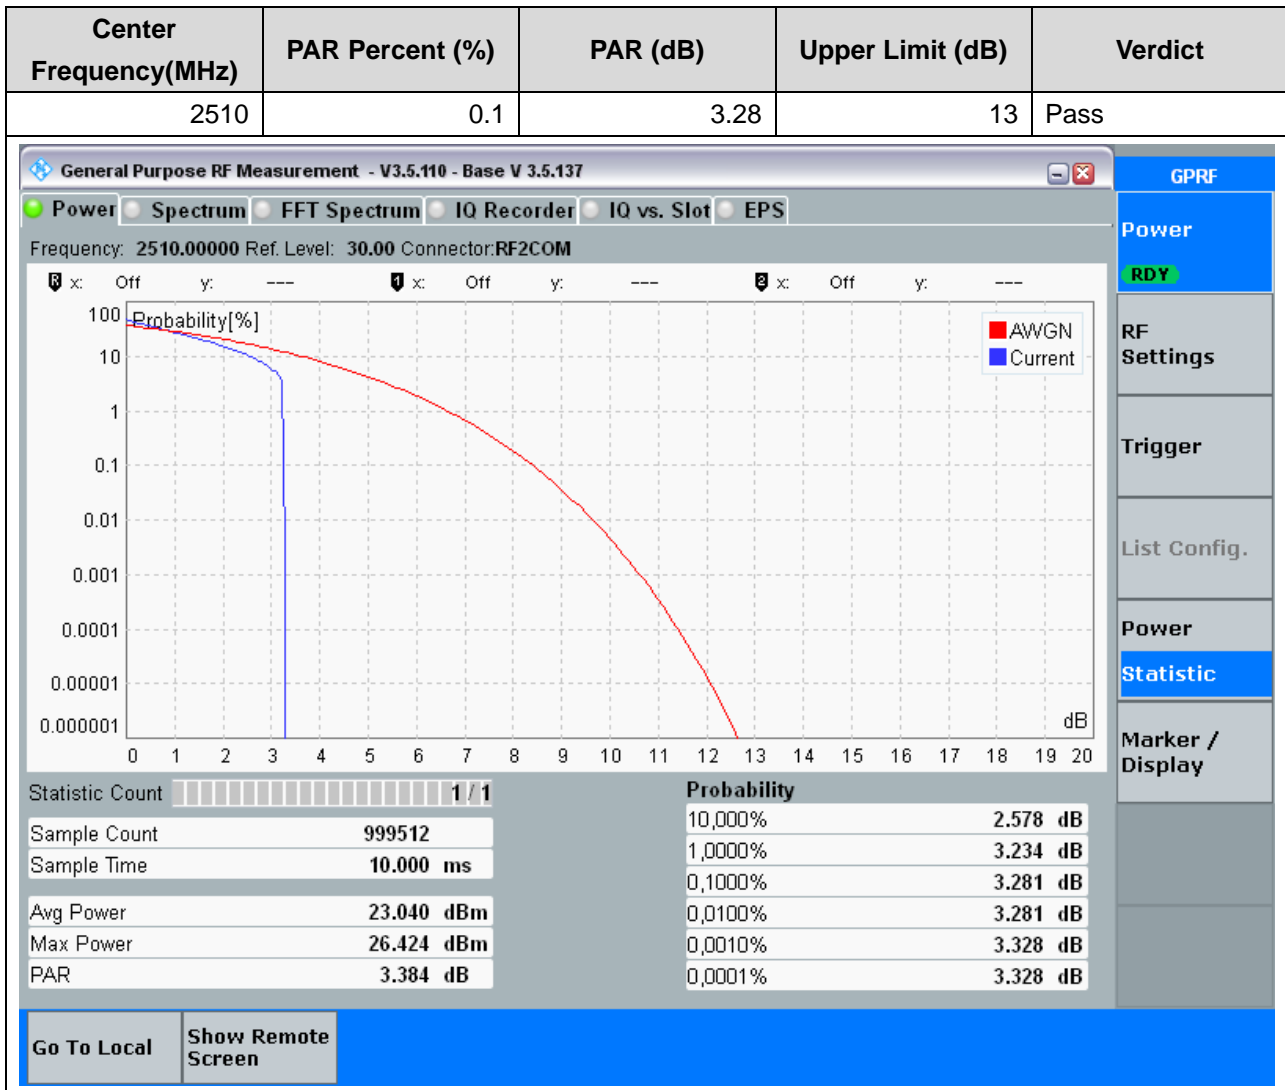 Center Frequency(MHz) PAR Percent (%) PAR (dB) Upper Limit (dB) Verdict
2510 0.1 3.28 13 Pass
General Purpose RF Measurement - V3.5.110 - Base V 3.5.137
GPRF
Power Spectrum FFT Spectrum IQ Recorder IQ vs. Slot EPS
Frequency: 2510.00000 Ref. Level: 30.00 Connector:RF2COM
R x: Off y: --- 1 x: Off y: --- 2 x: Off y: ---
Probability[%]
AWGN
Current
100
10
1
0.1
0.01
0.001
0.0001
0.00001
0.000001
dB
0 1 2 3 4 5 6 7 8 9 10 11 12 13 14 15 16 17 18 19 20
Statistic Count 1 / 1
Sample Count 999512
Sample Time 10.000 ms
Avg Power 23.040 dBm
Max Power 26.424 dBm
PAR 3.384 dB
Probability
10,000% 2.578 dB
1,0000% 3.234 dB
0,1000% 3.281 dB
0,0100% 3.281 dB
0,0010% 3.328 dB
0,0001% 3.328 dB
Power
RDY
RF
Settings
Trigger
List Config.
Power
Statistic
Marker /
Display
Go To Local
Show Remote
Screen